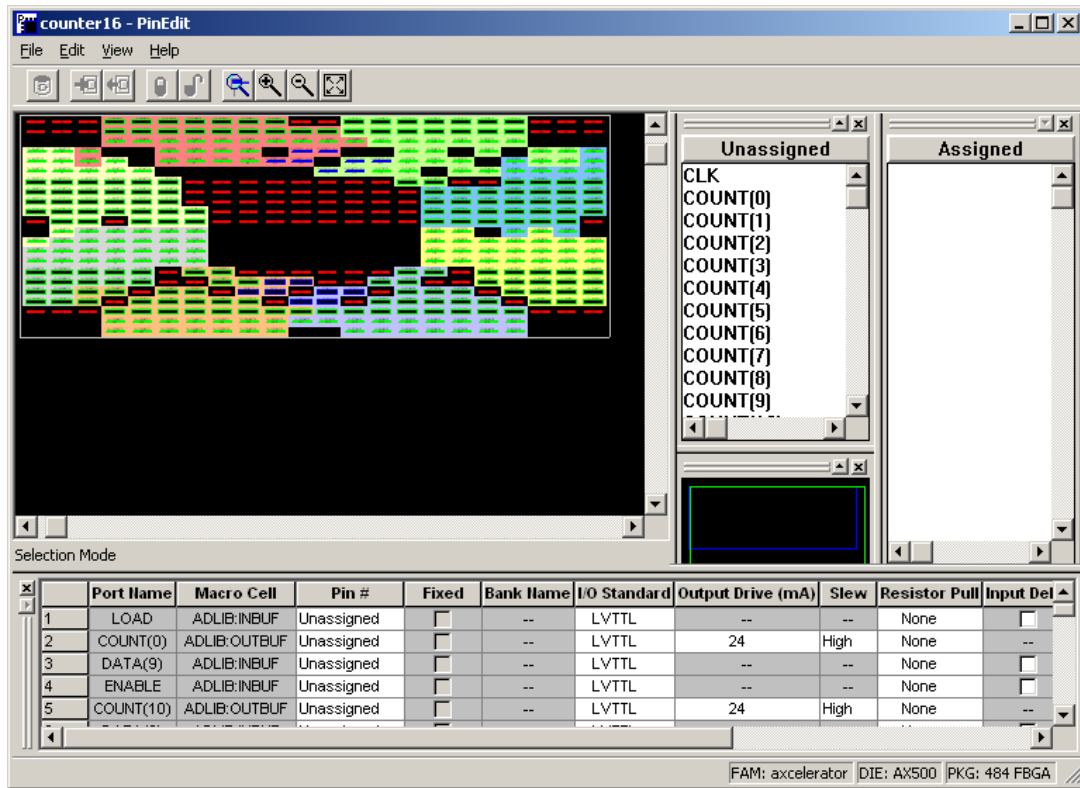 counter16 - PinEdit
File Edit View Help
Unassigned
CLK
COUNT(0)
COUNT(1)
COUNT(2)
COUNT(3)
COUNT(4)
COUNT(5)
COUNT(6)
COUNT(7)
COUNT(8)
COUNT(9)
Assigned
Selection Mode
Port Name Macro Cell Pin # Fixed Bank Name I/O Standard Output Drive (mA) Slew Resistor Pull Input Del
1 LOAD ADLIB:INBUF Unassigned -- LVTTL -- -- None
2 COUNT(0) ADLIB:OUTBUF Unassigned -- LVTTL 24 High None --
3 DATA(9) ADLIB:INBUF Unassigned -- LVTTL -- -- None
4 ENABLE ADLIB:INBUF Unassigned -- LVTTL -- -- None
5 COUNT(10) ADLIB:OUTBUF Unassigned -- LVTTL 24 High None --
FAM: axcelerator DIE: AX500 PKG: 484 FBGA